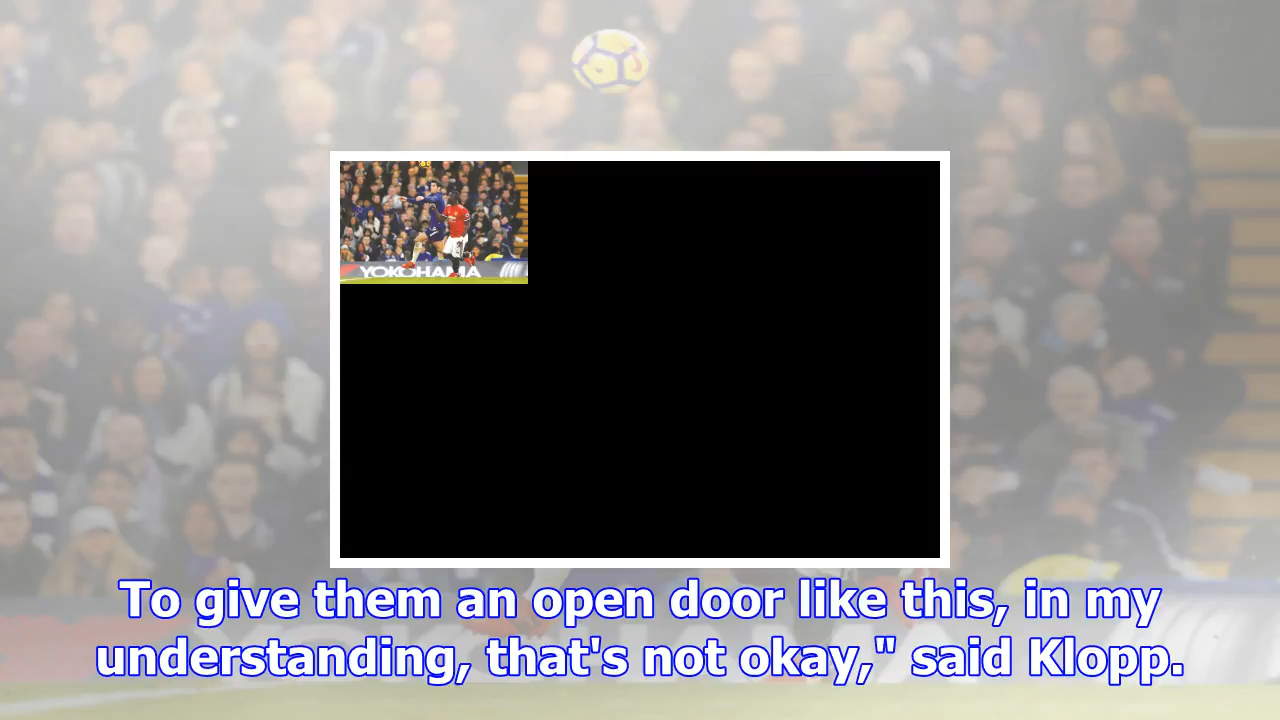 YOKOHAMA
To give them an open door like this, in my
understanding, that's not okay," said Klopp.